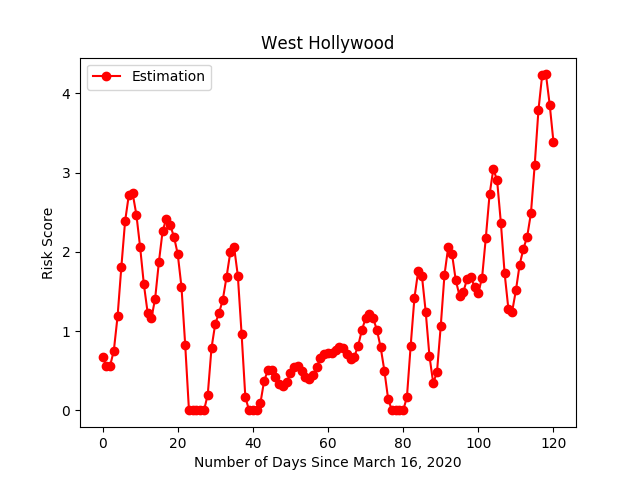 West Hollywood
Estimation
Risk Score
4
3
2
1
0
0 20 40 60 80 100 120
Number of Days Since March 16, 2020